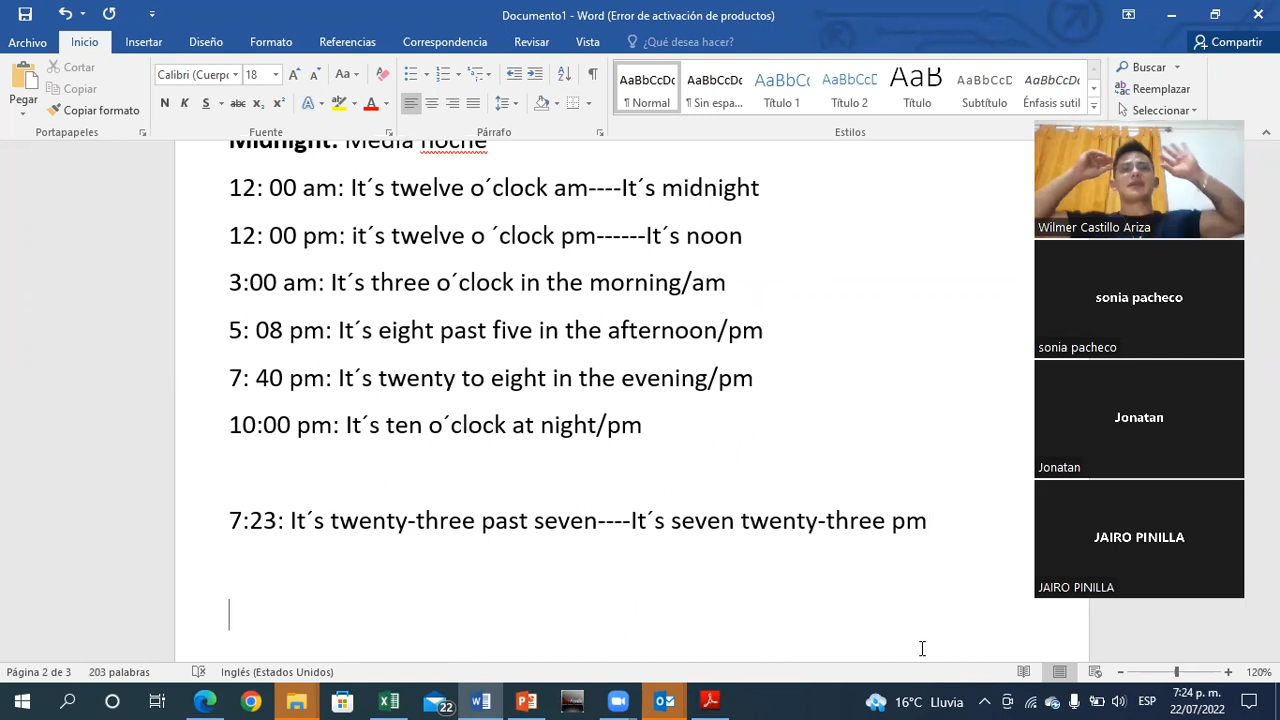 Documento1 - Word (Error de activación de productos)
Archivo Inicio Insertar Diseño Formato Referencias Correspondencia Revisar Vista ¿Qué desea hacer? Compartir
Cortar
Copiar
Pegar Copiar formato
Calibri (Cuerpo 18
Aa
N K S abc x₂ x² A
AaBbCcDc AaBbCcDc AaBbCc AaBbCcD AaB AaBbCcD AaBbCcDc
¶ Normal ¶ Sin espa... Título 1 Título 2 Título Subtítulo Énfasis sutil
Buscar
Reemplazar
Seleccionar
Portapapeles Fuente Párrafo Estilos Edición
Midnight: Media noche
12: 00 am: It´s twelve o´clock am----It´s midnight
12: 00 pm: it´s twelve o ´clock pm------It´s noon
3:00 am: It´s three o´clock in the morning/am
5: 08 pm: It´s eight past five in the afternoon/pm
7: 40 pm: It´s twenty to eight in the evening/pm
10:00 pm: It´s ten o´clock at night/pm
7:23: It´s twenty-three past seven----It´s seven twenty-three pm
Wilmer Castillo Ariza
sonia pacheco
sonia pacheco
Jonatan
Jonatan
JAIRO PINILLA
JAIRO PINILLA
Página 2 de 3 203 palabras Inglés (Estados Unidos) 120%
22
16°C Lluvia ESP 7:24 p. m.
22/07/2022